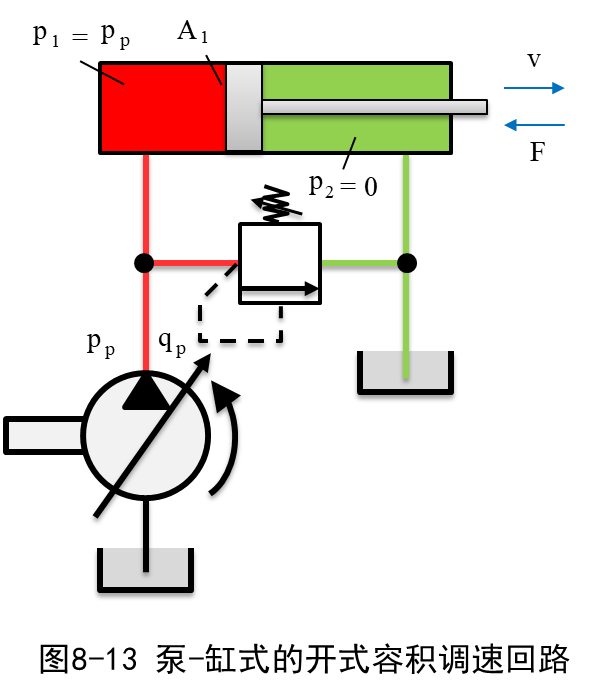 p1 = pp
A1
v
F
p2 = 0
pp
qp
图8-13 泵-缸式的开式容积调速回路